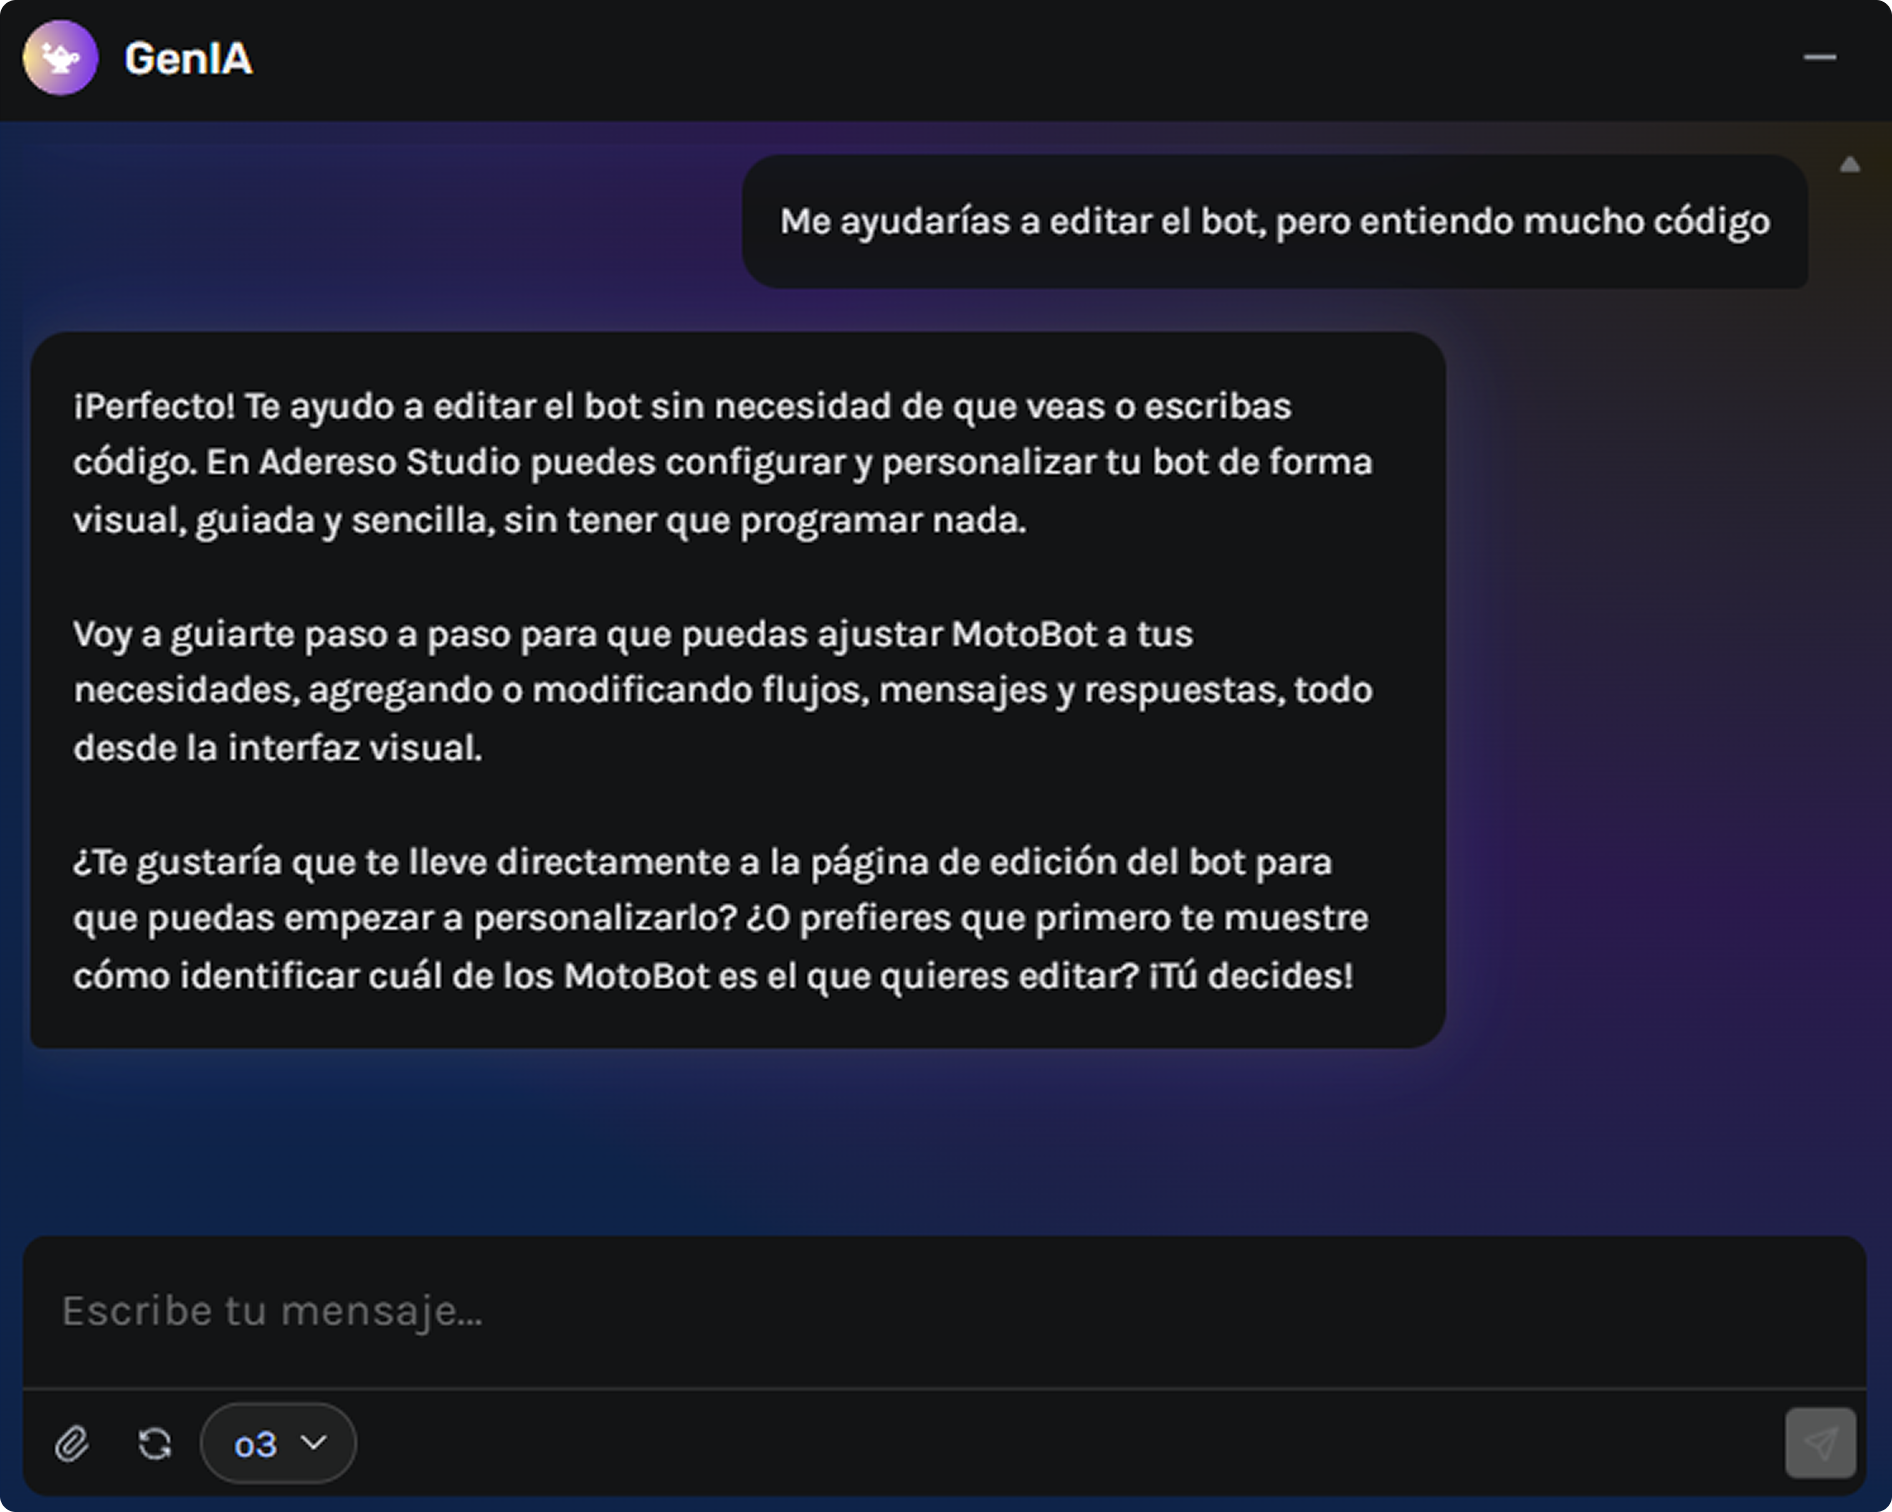 GenIA
Me ayudarías a editar el bot, pero entiendo mucho código
¡Perfecto! Te ayudo a editar el bot sin necesidad de que veas o escribas
código. En Adereso Studio puedes configurar y personalizar tu bot de forma
visual, guiada y sencilla, sin tener que programar nada.
Voy a guiarte paso a paso para que puedas ajustar MotoBot a tus
necesidades, agregando o modificando flujos, mensajes y respuestas, todo
desde la interfaz visual.
¿Te gustaría que te lleve directamente a la página de edición del bot para
que puedas empezar a personalizarlo? ¿O prefieres que primero te muestre
cómo identificar cuál de los MotoBot es el que quieres editar? ¡Tú decides!
Escribe tu mensaje...
o3